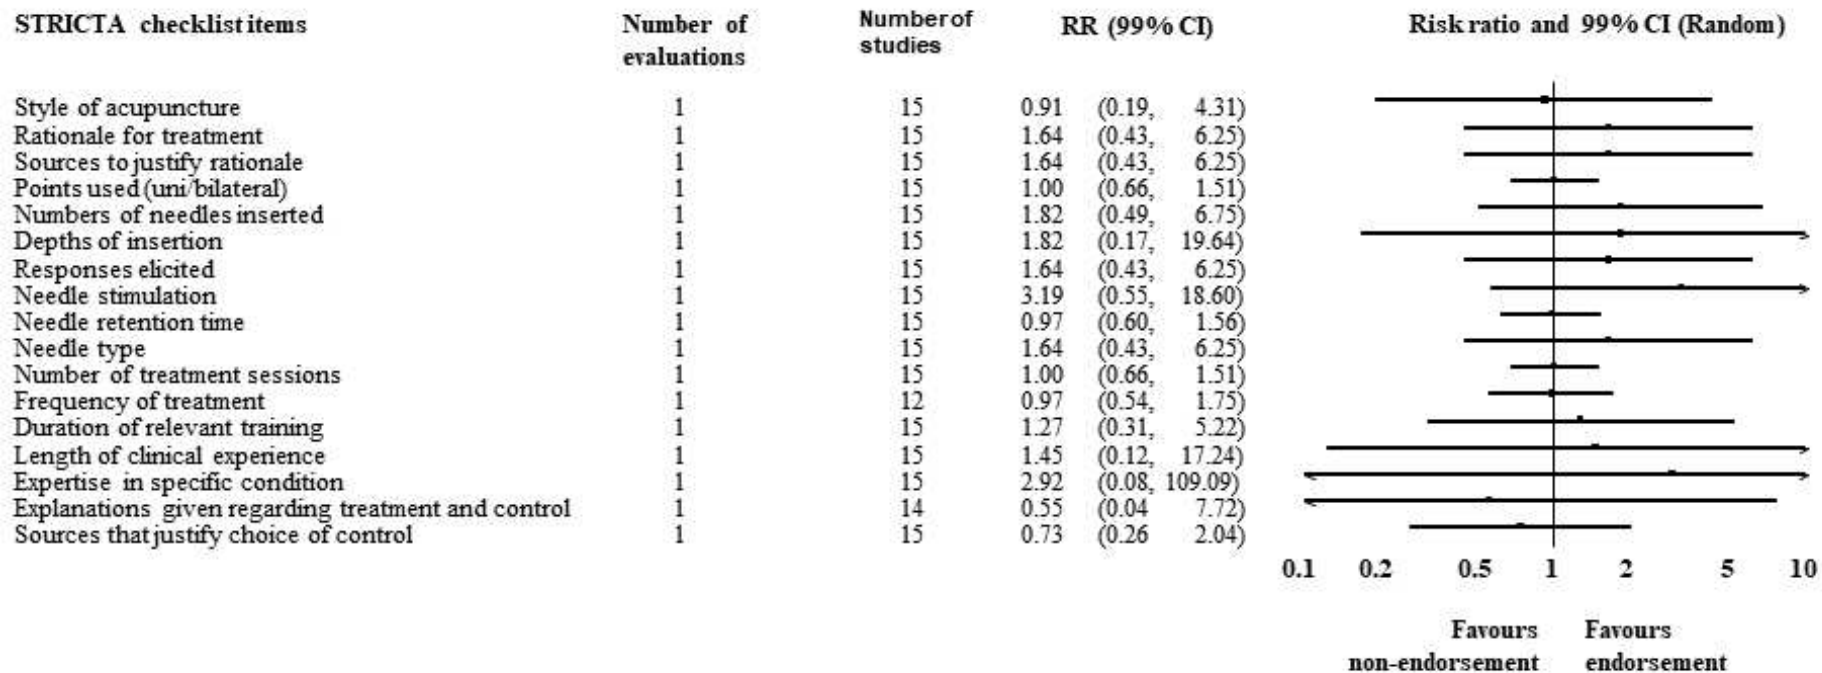 STRICTA checklist items Number of evaluations Number of studies RR (99% CI) Risk ratio and 99% CI (Random)
Style of acupuncture 1 15 0.91 (0.19, 4.31)
Rationale for treatment 1 15 1.64 (0.43, 6.25)
Sources to justify rationale 1 15 1.64 (0.43, 6.25)
Points used (uni/bilateral) 1 15 1.00 (0.66, 1.51)
Numbers of needles inserted 1 15 1.82 (0.49, 6.75)
Depths of insertion 1 15 1.82 (0.17, 19.64)
Responses elicited 1 15 1.64 (0.43, 6.25)
Needle stimulation 1 15 3.19 (0.55, 18.60)
Needle retention time 1 15 0.97 (0.60, 1.56)
Needle type 1 15 1.64 (0.43, 6.25)
Number of treatment sessions 1 15 1.00 (0.66, 1.51)
Frequency of treatment 1 12 0.97 (0.54, 1.75)
Duration of relevant training 1 15 1.27 (0.31, 5.22)
Length of clinical experience 1 15 1.45 (0.12, 17.24)
Expertise in specific condition 1 15 2.92 (0.08, 109.09)
Explanations given regarding treatment and control 1 14 0.55 (0.04 7.72)
Sources that justify choice of control 1 15 0.73 (0.26 2.04)
0.1 0.2 0.5 1 2 5 10
Favours non-endorsement
Favours endorsement